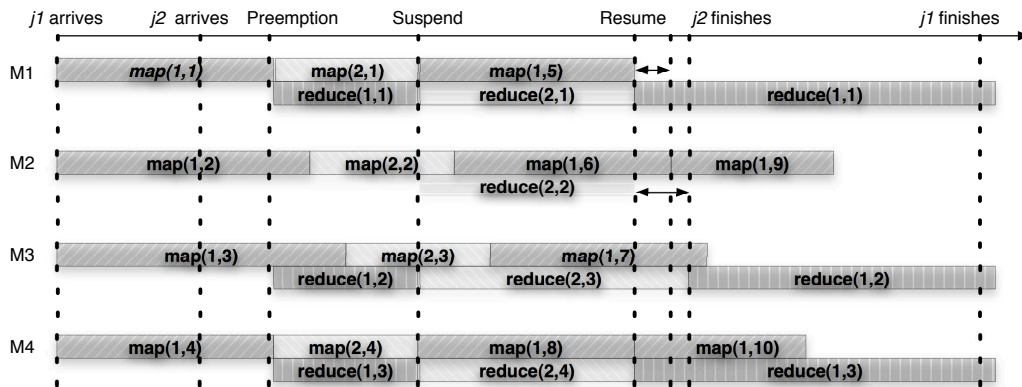 j1 arrives j2 arrives Preemption Suspend Resume j2 finishes j1 finishes
M1 map(1,1) map(2,1) map(1,5)
reduce(1,1) reduce(2,1) reduce(1,1)
M2 map(1,2) map(2,2) map(1,6) map(1,9)
reduce(2,2)
M3 map(1,3) map(2,3) map(1,7)
reduce(1,2) reduce(2,3) reduce(1,2)
M4 map(1,4) map(2,4) map(1,8) map(1,10)
reduce(1,3) reduce(2,4) reduce(1,3)